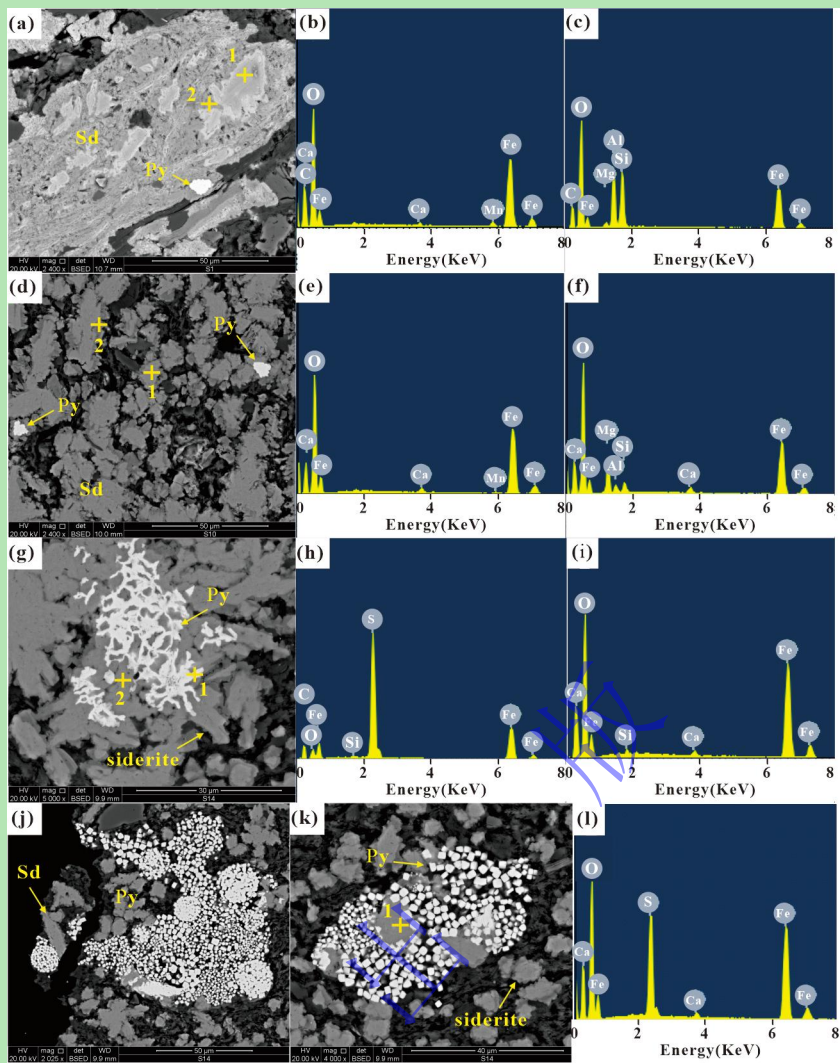 (a)
1
2
Sd
Py
HV mag □ det WD 50 μm
20.00 kV 2 400 x BSED 10.7 mm S1
(b)
O
Ca
C
Fe
Ca
Mn
Fe
Fe
0 2 4 6 8
Energy(KeV)
(c)
O
Al
Si
Mg
C
Fe
Fe
Fe
0 2 4 6 8
Energy(KeV)
(d)
2
1
Py
Py
Sd
HV mag □ det WD 50 μm
20.00 kV 2 400 x BSED 10.0 mm S10
(e)
O
Ca
Fe
Ca
Mn
Fe
Fe
0 2 4 6 8
Energy(KeV)
(f)
O
Mg
Si
Ca
Fe
Al
Ca
Fe
Fe
0 2 4 6 8
Energy(KeV)
(g)
Py
2
1
siderite
HV mag □ det WD 30 μm
20.00 kV 5 000 x BSED 9.9 mm S14
(h)
S
C
Fe
O
Si
Fe
Fe
0 2 4 6 8
Energy(KeV)
(i)
O
Ca
Fe
Si
Ca
Fe
Fe
0 2 4 6 8
Energy(KeV)
(j)
Sd
Py
HV mag □ det WD 50 μm
20.00 kV 2 025 x BSED 9.9 mm S14
(k)
Py
1
siderite
HV mag □ det WD 40 μm
20.00 kV 4 000 x BSED 9.9 mm S14
(l)
O
S
Ca
Fe
Ca
Fe
Fe
0 2 4 6 8
Energy(KeV)